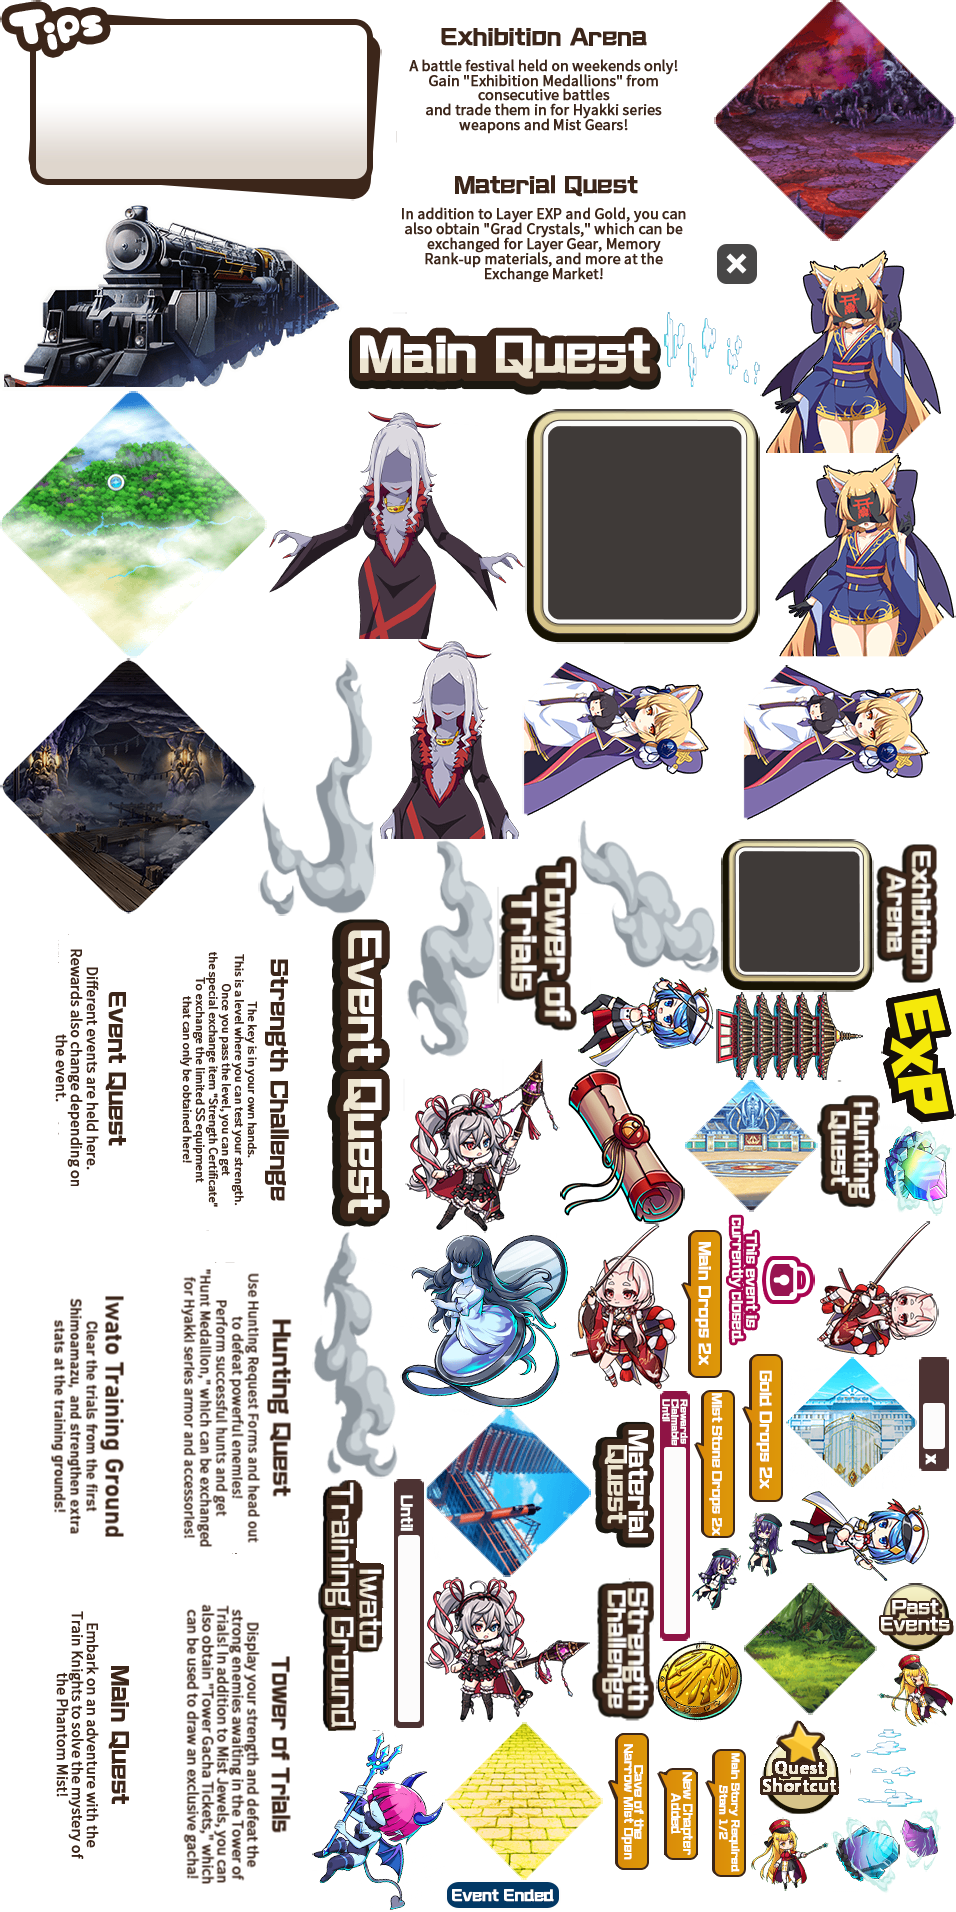 Tips
Exhibition Arena
A battle festival held on weekends only!
Gain "Exhibition Medallions" from
consecutive battles
and trade them in for Hyakki series
weapons and Mist Gears!
Material Quest
In addition to Layer EXP and Gold, you can
also obtain "Grad Crystals," which can be
exchanged for Layer Gear, Memory
Rank-up materials, and more at the
Exchange Market!
Main Quest
Tower of
Trials
Exhibition
Arena
Event Quest
EXP
Hunting
Quest
Strength Challenge
The key is in your own hands.
This is a level where you can test your strength.
Once you pass the level, you can get
the special exchange item "Strength Certificate"
To exchange the limited SS equipment
that can only be obtained here!
Event Quest
Different events are held here.
Rewards also change depending on
the event.
This event is
currently closed.
Main Drops 2x
Gold Drops 2x
Mist Stone Drops 2x
Rewards
Claimable
Until
x
Hunting Quest
Use Hunting Request Forms and head out
to defeat powerful enemies!
Perform successful hunts and get
"Hunt Medallion," which can be exchanged
for Hyakki series armor and accessories!
Iwato Training Ground
Clear the trials from the first
Shinnoamazu, and strengthen extra
stats at the training grounds!
Material
Quest
Until
Iwato
Training Ground
Strength
Challenge
Past
Events
Tower of Trials
Display your strength and defeat the
strong enemies awaiting in the Tower of
Trials! In addition to Mist Jewels, you can
also obtain "Tower Gacha Tickets," which
can be used to draw an exclusive gacha!
Main Quest
Embark on an adventure with the
Train Knights to solve the mystery of
the Phantom Mist!
Quest
Shortcut
Cave of the
Narrow Mist Open
New Chapter
Added
Main Story Required
Stam 1/2
Event Ended